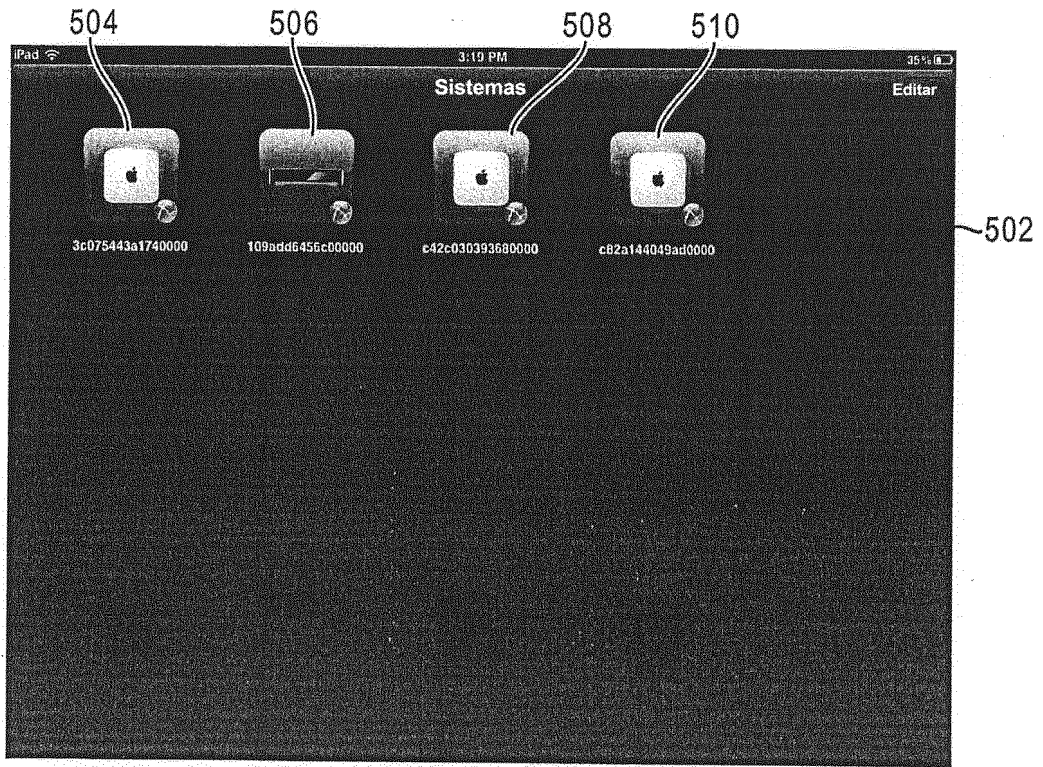 504 506 508 510
iPad 3:19 PM 35%
Sistemas
Editar
502
3c075443a1740000 109add6456c00000 c42c030393680000 c82a144049ad0000